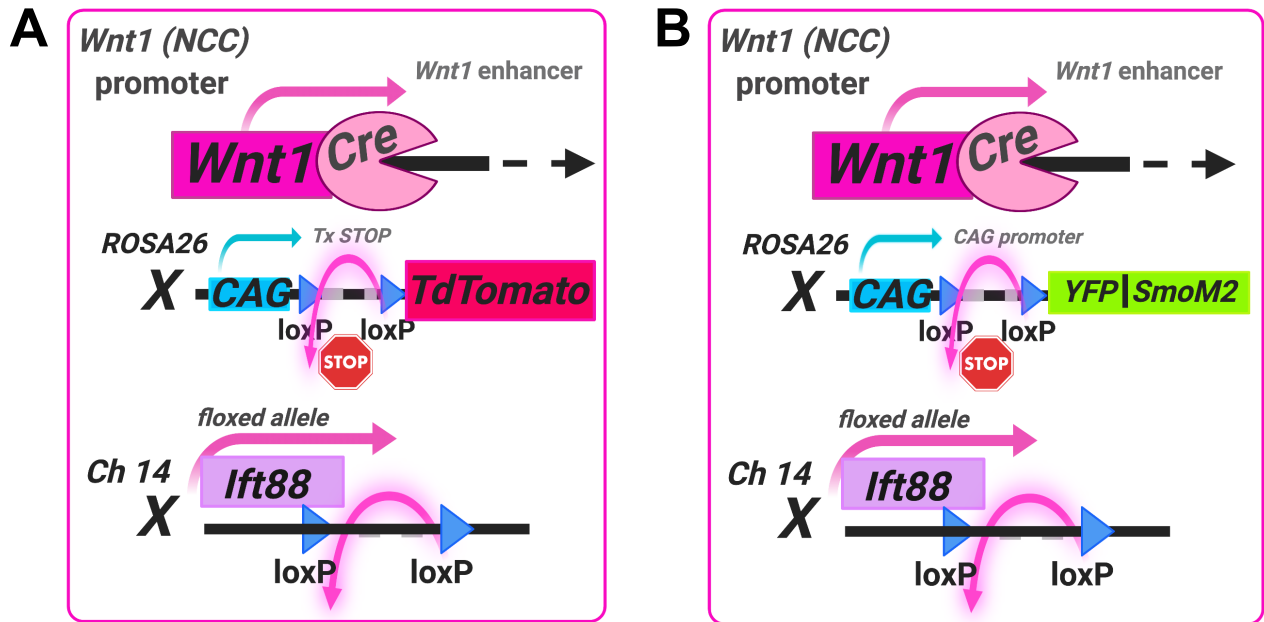 A
Wnt1 (NCC)
promoter
Wnt1 enhancer
Wnt1
Cre
ROSA26
Tx STOP
X
CAG
TdTomato
loxP
loxP
STOP
floxed allele
Ch 14
Ift88
X
loxP
loxP
B
Wnt1 (NCC)
promoter
Wnt1 enhancer
Wnt1
Cre
ROSA26
CAG promoter
X
CAG
YFP|SmoM2
loxP
loxP
STOP
floxed allele
Ch 14
Ift88
X
loxP
loxP